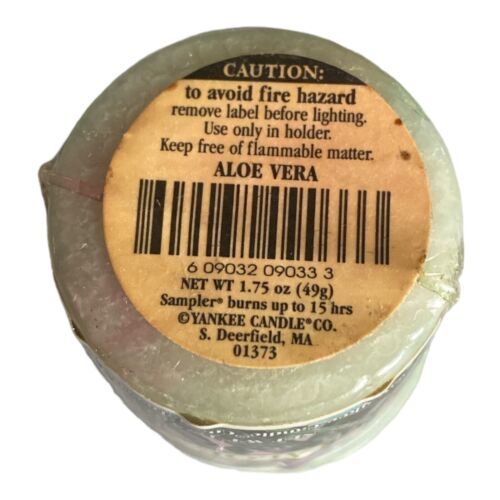 CAUTION:
to avoid fire hazard
remove label before lighting.
Use only in holder.
Keep free of flammable matter.
ALOE VERA
6 09032 09033 3
NET WT 1.75 oz (49g)
Sampler® burns up to 15 hrs
©YANKEE CANDLE®CO.
S. Deerfield, MA
01373